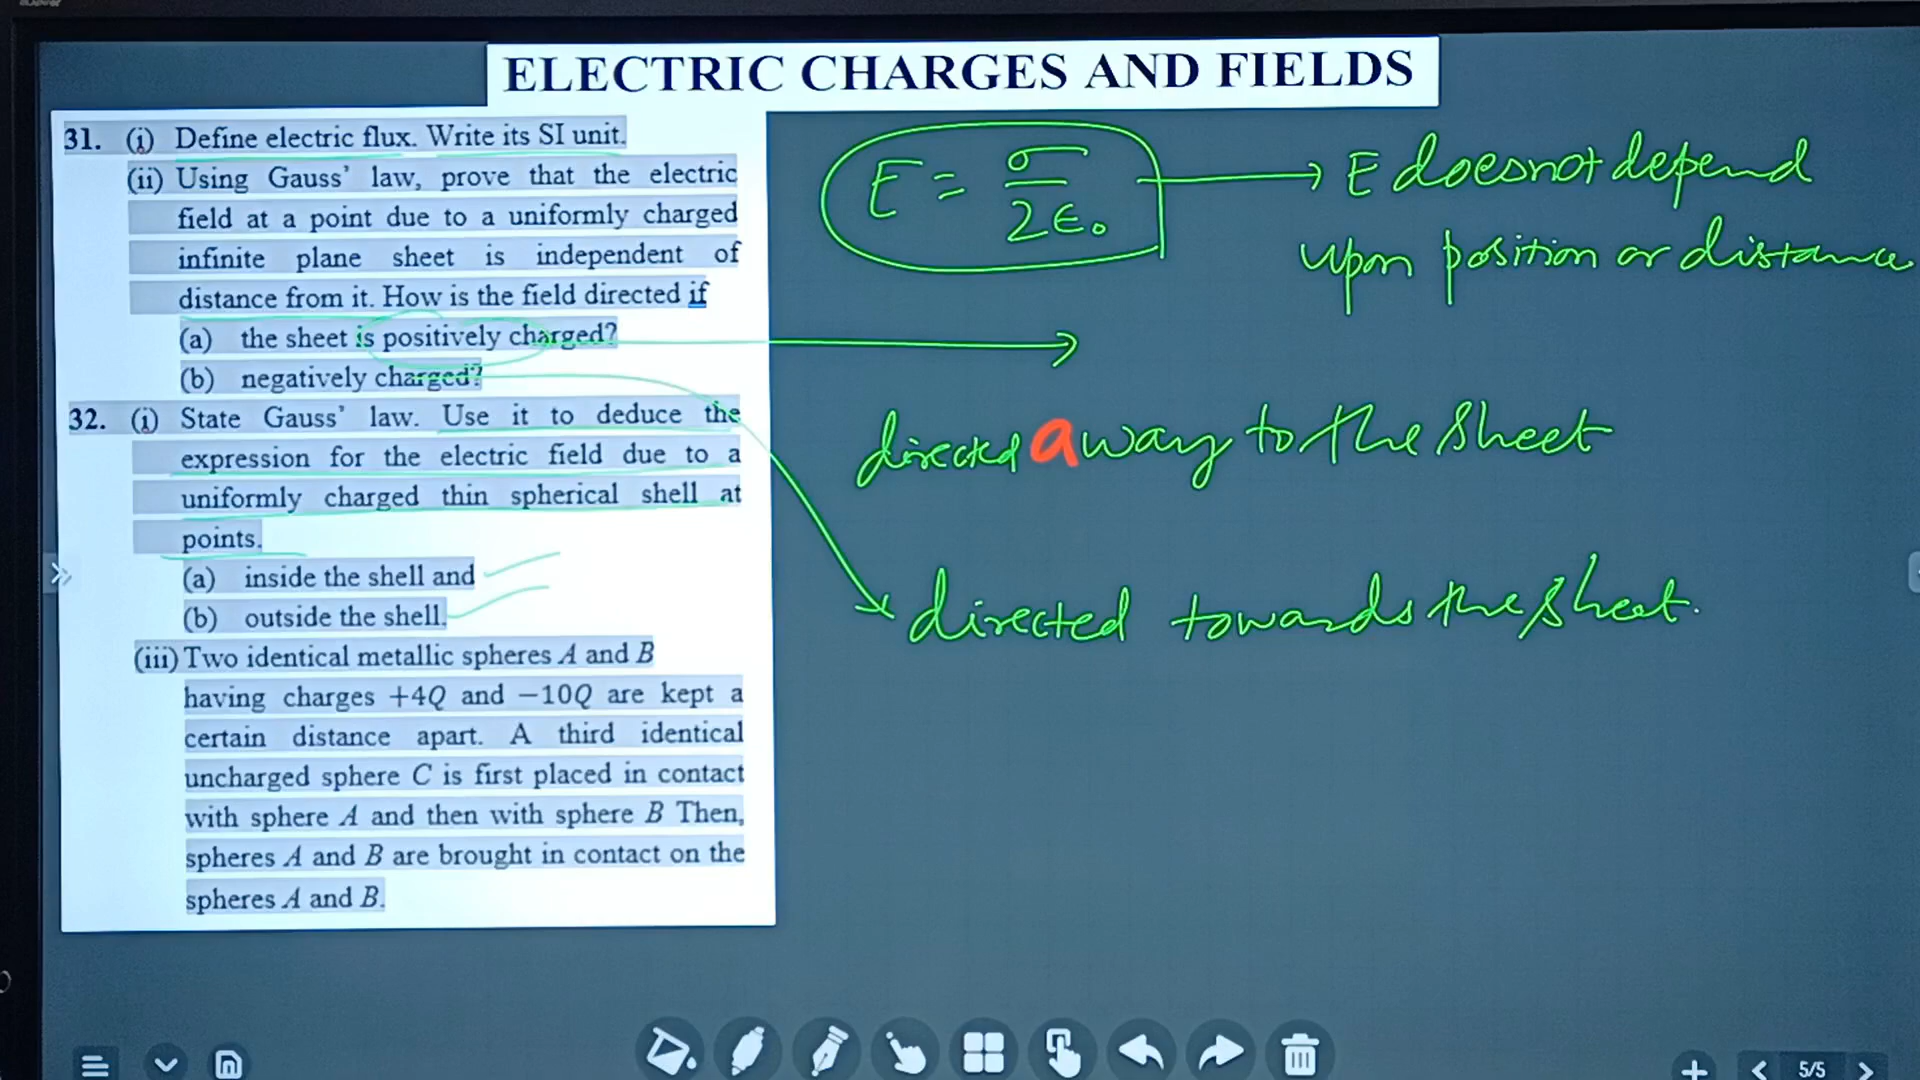 ELECTRIC CHARGES AND FIELDS
31. (i) Define electric flux. Write its SI unit.
(ii) Using Gauss' law, prove that the electric
field at a point due to a uniformly charged
infinite plane sheet is independent of
distance from it. How is the field directed if
(a) the sheet is positively charged?
(b) negatively charged?
32. (i) State Gauss' law. Use it to deduce the
expression for the electric field due to a
uniformly charged thin spherical shell at
points.
(a) inside the shell and
(b) outside the shell.
(iii) Two identical metallic spheres A and B
having charges +4Q and −10Q are kept a
certain distance apart. A third identical
uncharged sphere C is first placed in contact
with sphere A and then with sphere B Then,
spheres A and B are brought in contact on the
spheres A and B.
E = σ/2ε₀ → E does not depend
upon position or distance
directed away to the sheet
directed towards the sheet.
5/5